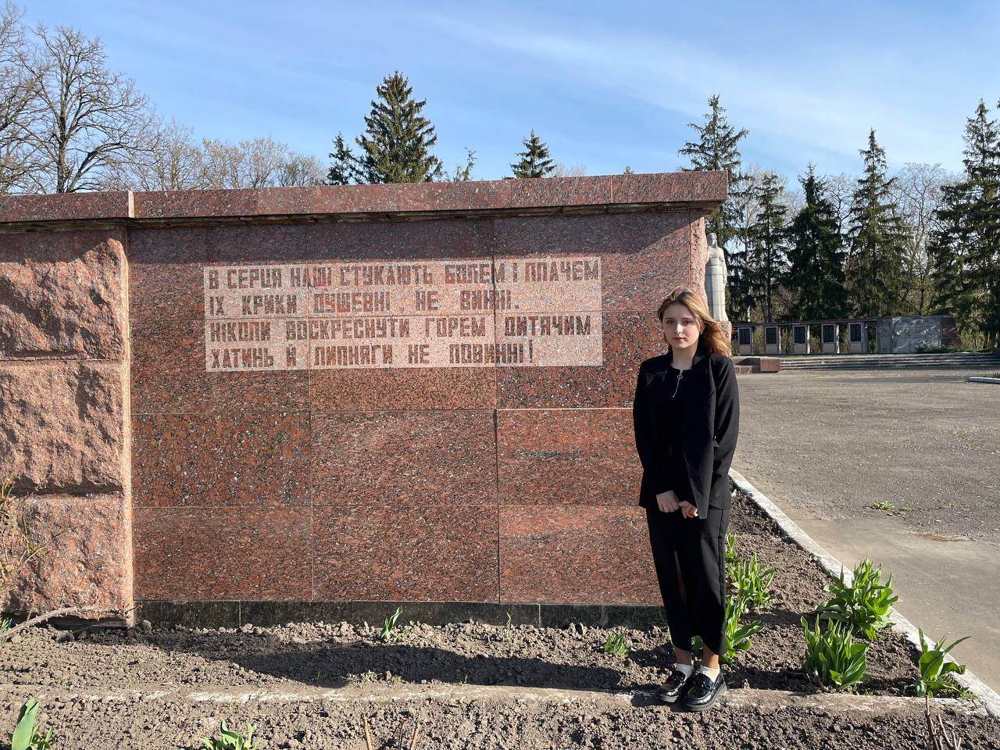 В СЕРЦЯ НАШІ СТУКАЮТЬ БОЛЕМ І ПЛАЧЕМ
ЇХ КРИКИ ДУШЕВНІ, НЕ ВИННІ.
НІКОЛИ ВОСКРЕСНУТИ ГОРЕМ ДИТЯЧИМ
ХАТИНЬ И ЛИПНЯГИ НЕ ПОВИННІ!